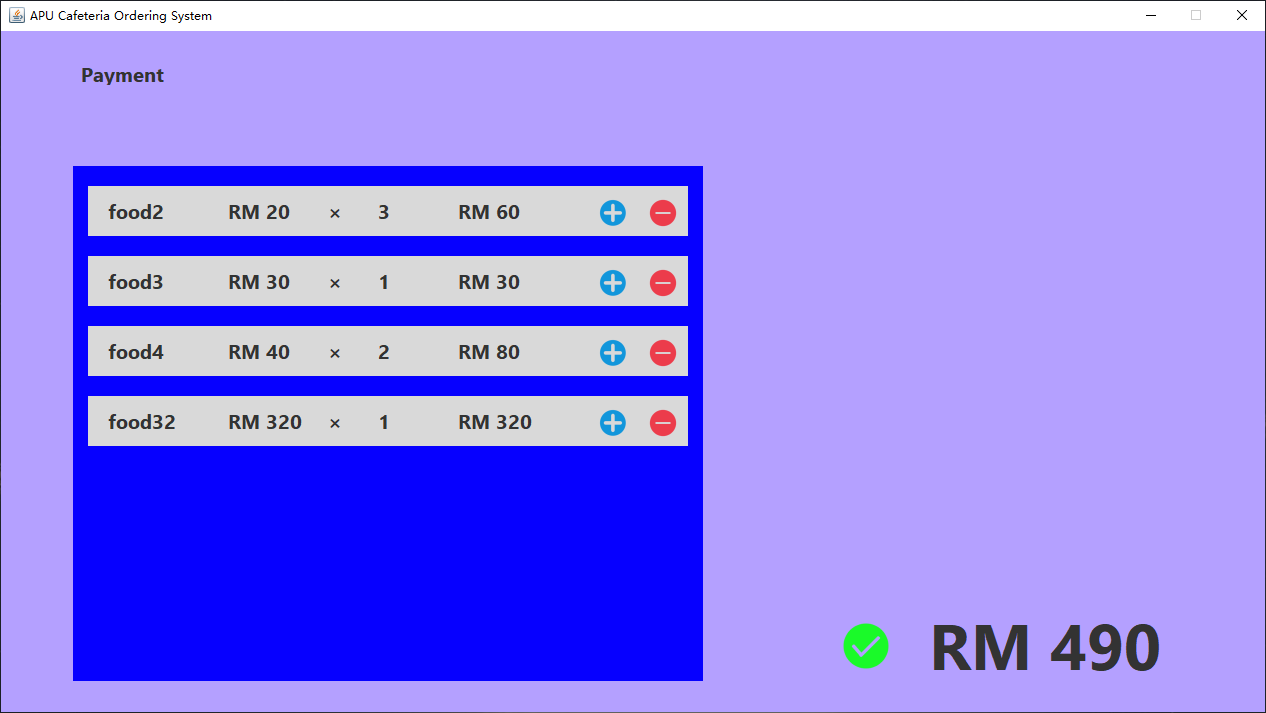 APU Cafeteria Ordering System
Payment
food2 RM 20 × 3 RM 60
food3 RM 30 × 1 RM 30
food4 RM 40 × 2 RM 80
food32 RM 320 × 1 RM 320
RM 490